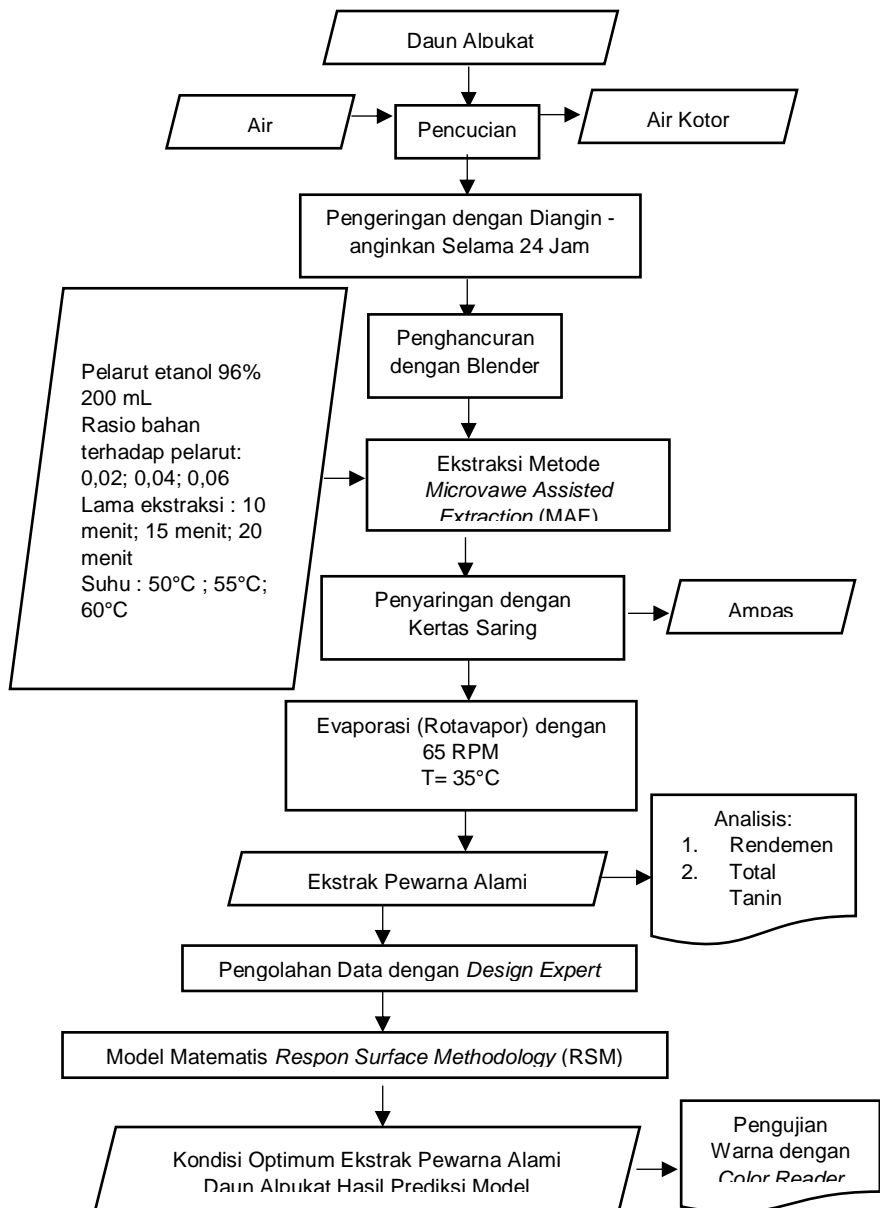 Daun Alpukat
Air
Pencucian
Air Kotor
Pengeringan dengan Diangin -
anginkan Selama 24 Jam
Penghancuran
dengan Blender
Pelarut etanol 96%
200 mL
Rasio bahan
terhadap pelarut:
0,02; 0,04; 0,06
Lama ekstraksi : 10
menit; 15 menit; 20
menit
Suhu : 50°C ; 55°C;
60°C
Ekstraksi Metode
Microvawe Assisted
Extraction (MAE)
Penyaringan dengan
Kertas Saring
Ampas
Evaporasi (Rotavapor) dengan
65 RPM
T= 35°C
Ekstrak Pewarna Alami
Analisis:
1. Rendemen
2. Total
Tanin
Pengolahan Data dengan Design Expert
Model Matematis Respon Surface Methodology (RSM)
Kondisi Optimum Ekstrak Pewarna Alami
Daun Alpukat Hasil Prediksi Model
Pengujian
Warna dengan
Color Reader